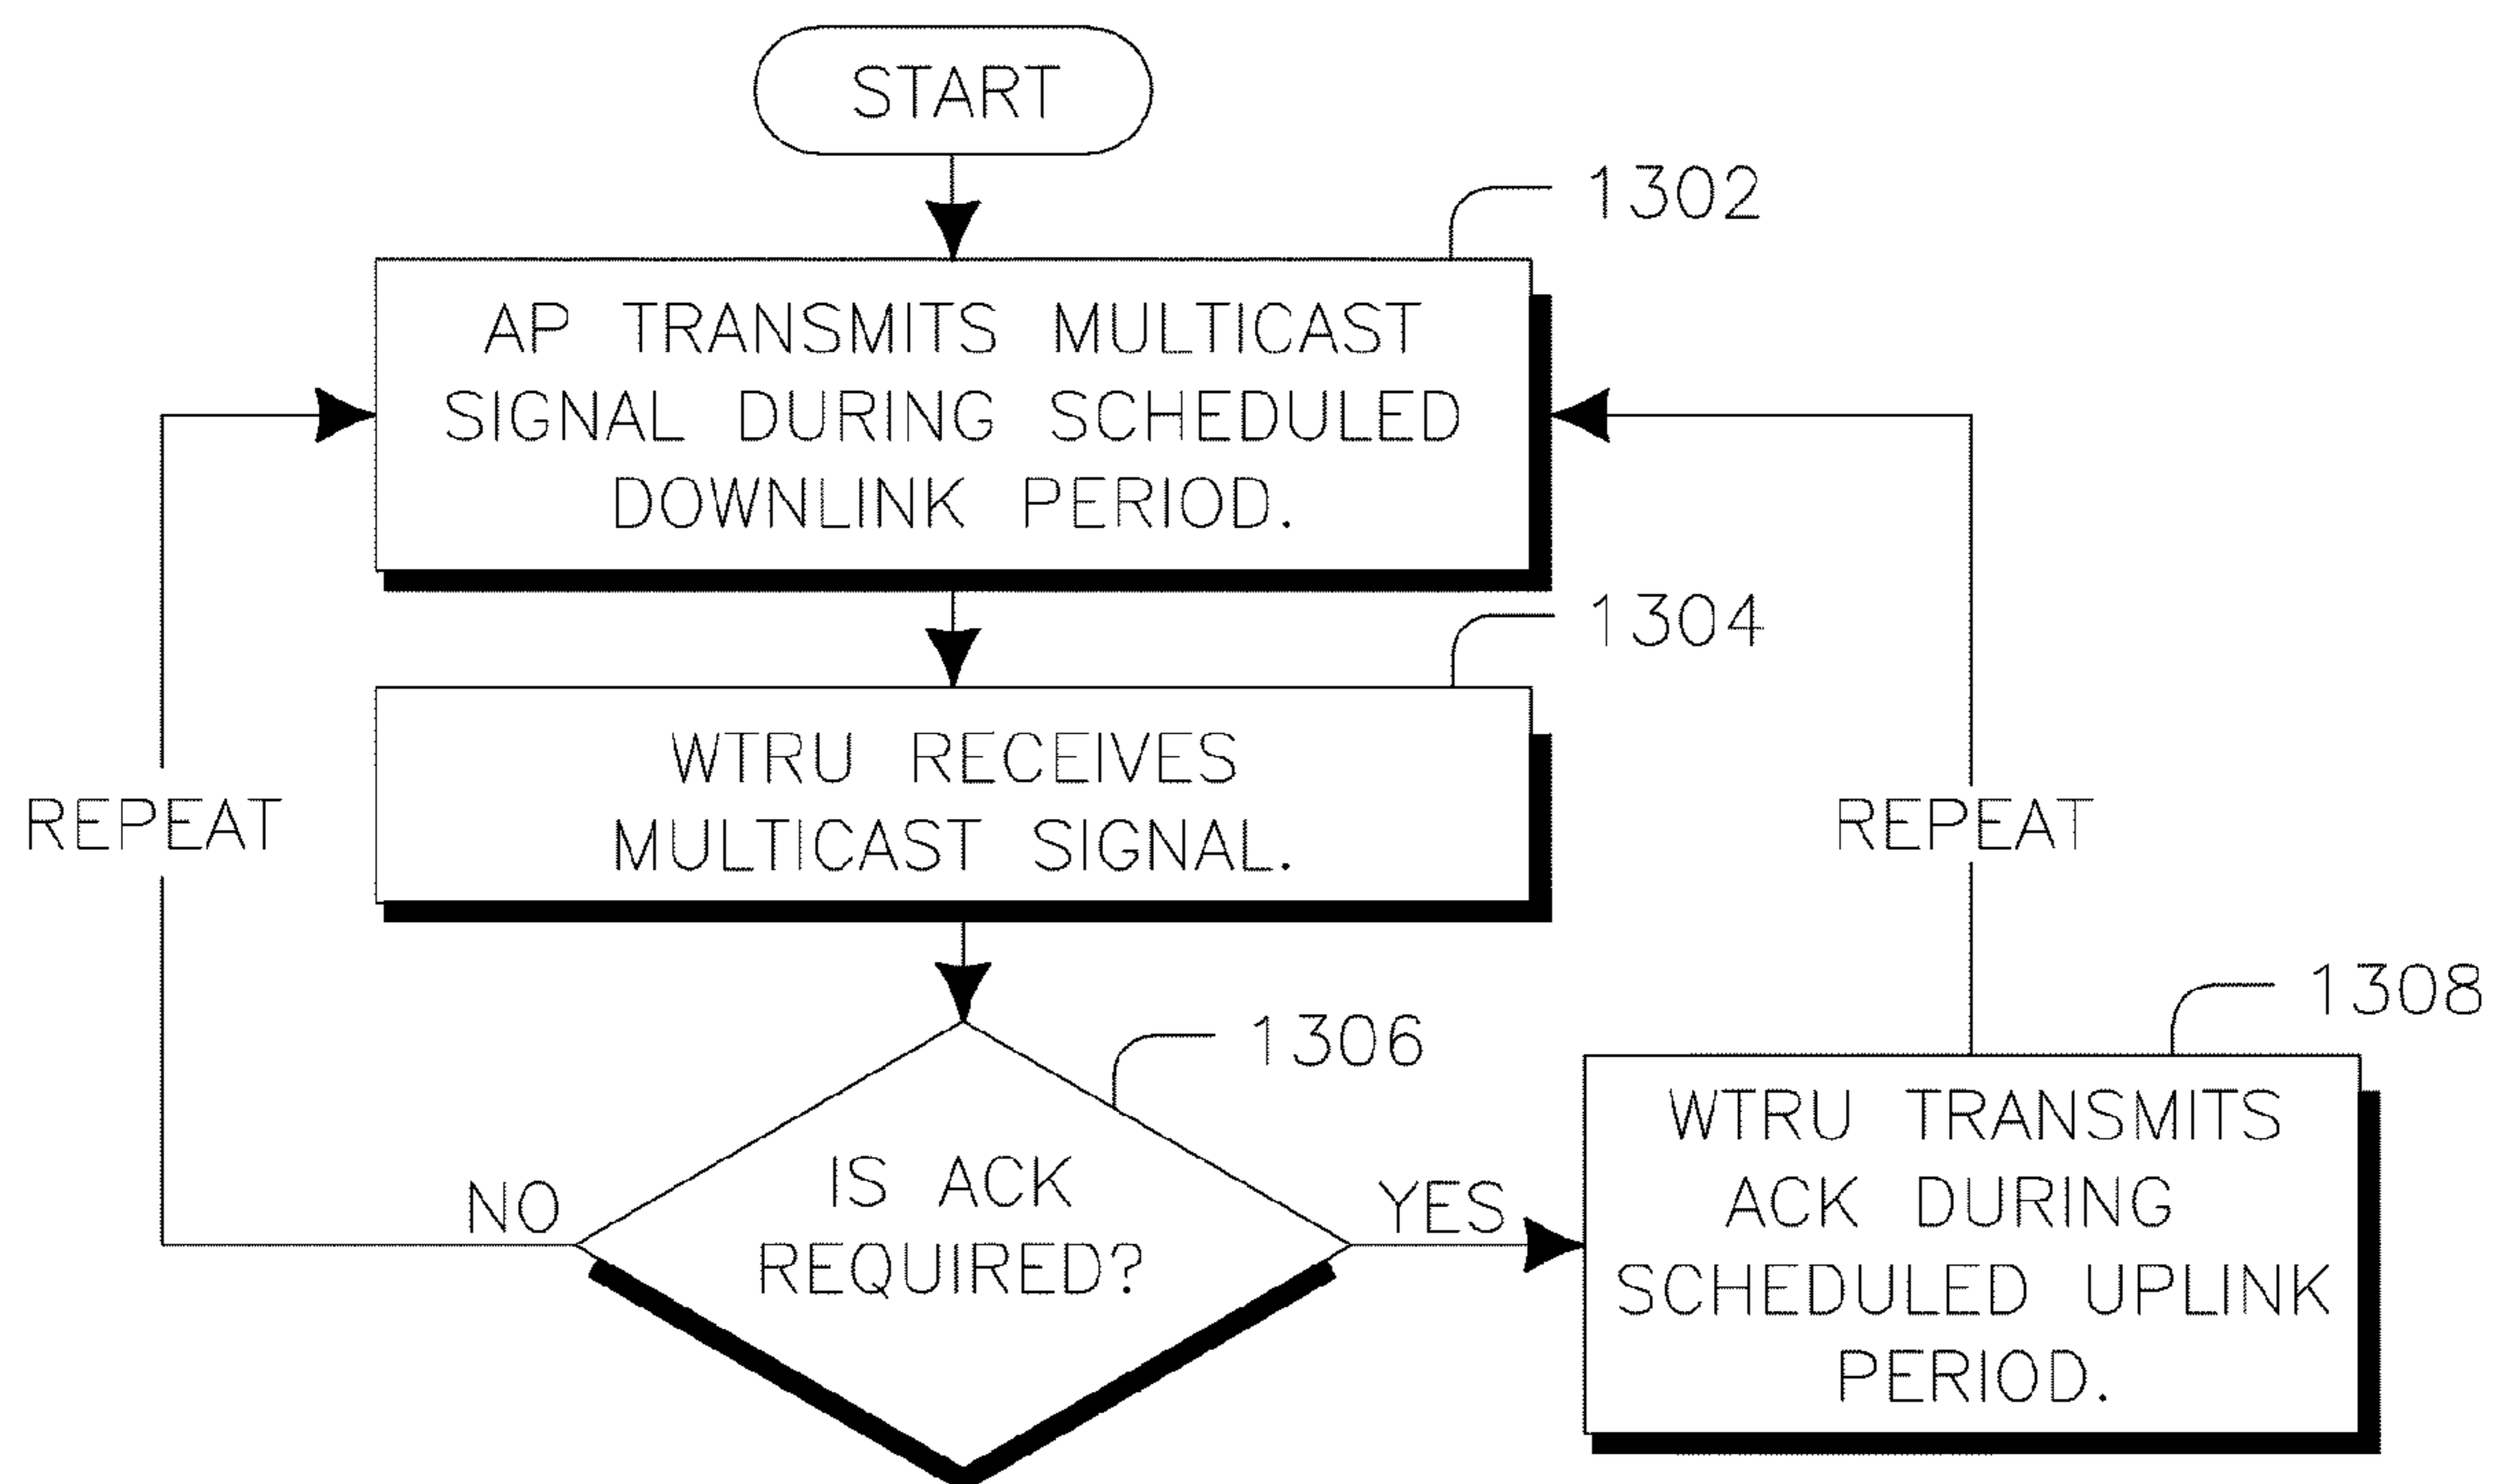 START
1302
AP TRANSMITS MULTICAST
SIGNAL DURING SCHEDULED
DOWNLINK PERIOD.
1304
WTRU RECEIVES
MULTICAST SIGNAL.
REPEAT
REPEAT
1306
IS ACK
REQUIRED?
NO
YES
1308
WTRU TRANSMITS
ACK DURING
SCHEDULED UPLINK
PERIOD.